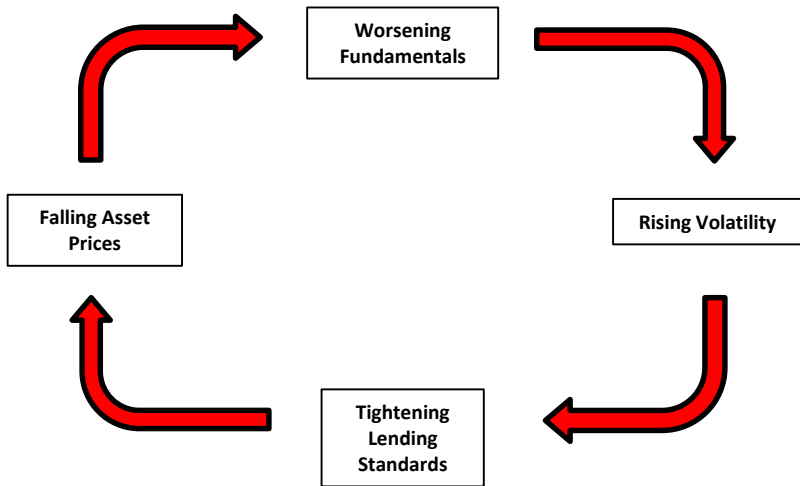 Worsening
Fundamentals
Falling Asset
Prices
Rising Volatility
Tightening
Lending
Standards